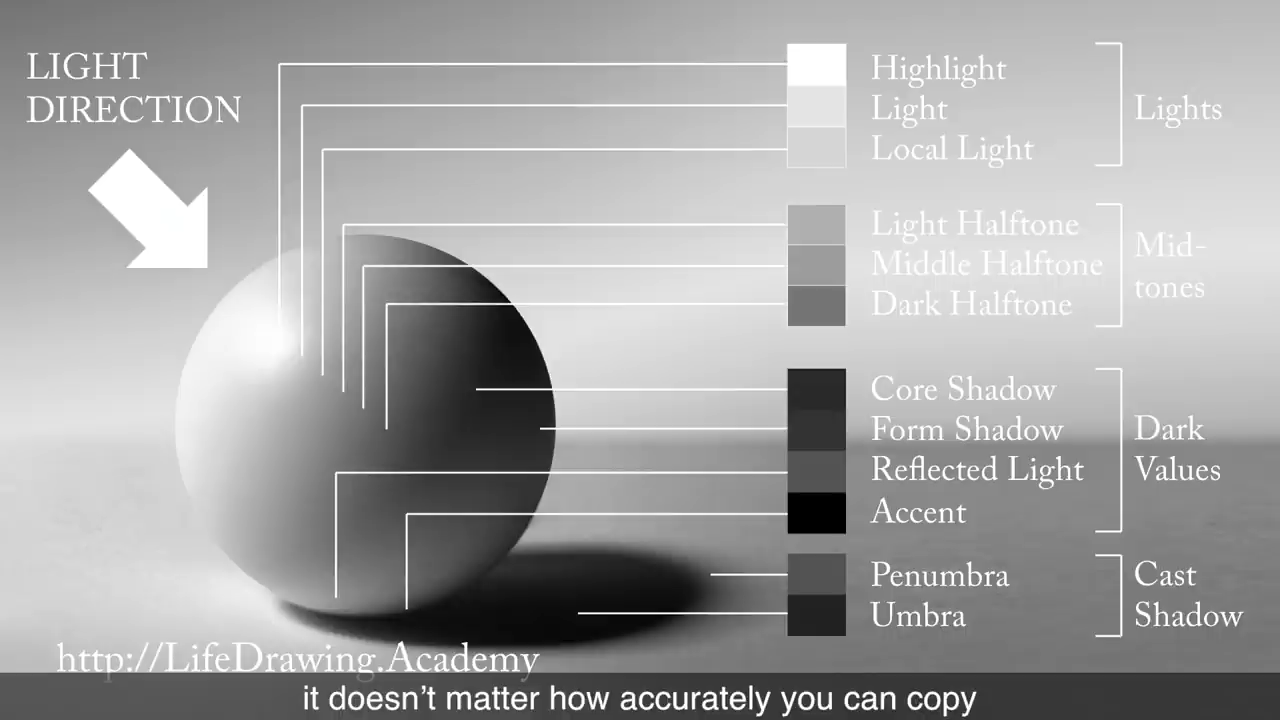 LIGHT
DIRECTION
Highlight
Light
Local Light
Lights
Light Halftone
Middle Halftone
Dark Halftone
Mid-
tones
Core Shadow
Form Shadow
Reflected Light
Accent
Dark
Values
Penumbra
Umbra
Cast
Shadow
http://LifeDrawing.Academy
it doesn't matter how accurately you can copy